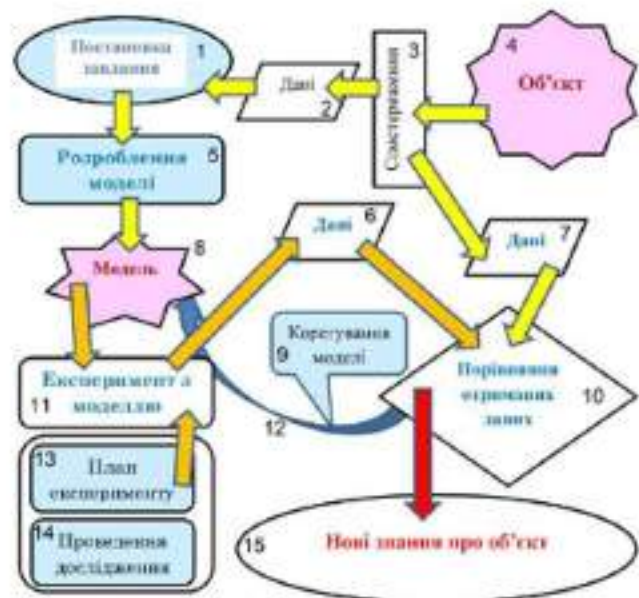 Постановка 1
завдання
Дані 2
Спостереження 3
4
Об'єкт
Розроблення 5
моделі
Дані 6
Дані 7
Модель 8
Корегування
9 моделі
Порівняння
отриманих 10
даних
Експеримент з
11 моделлю
12
13 План
експерименту
14 Проведення
дослідження
15 Нові знання про об'єкт